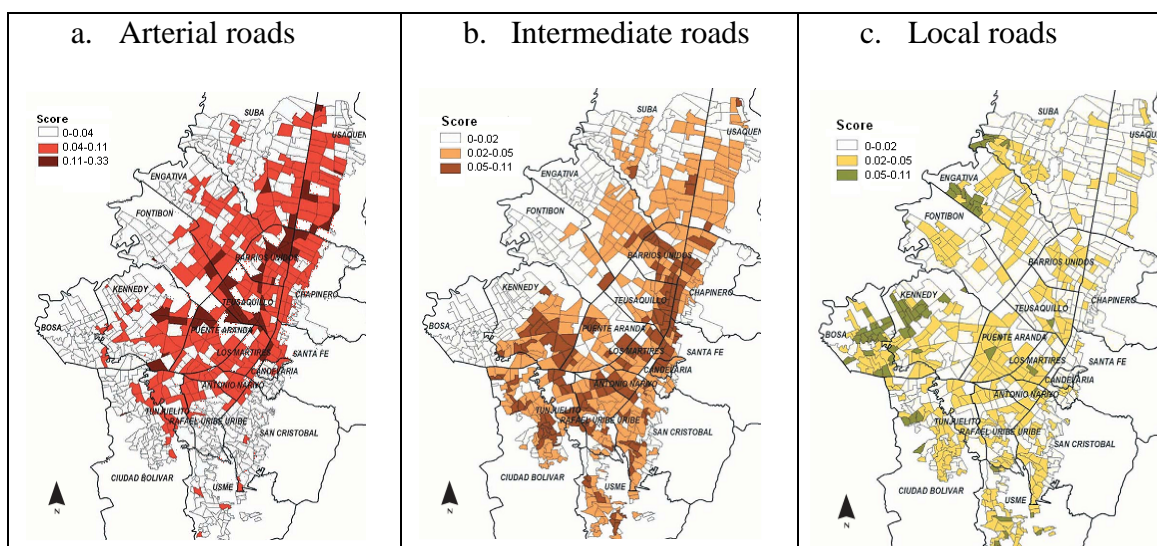 a. Arterial roads
Score
0-0.04
0.04-0.11
0.11-0.33
SUBA
USAQUEN
ENGATIVA
FONTIBON
BARRIOS UNIDOS
KENNEDY
CHAPINERO
TEUSAQUILLO
BOSA
PUENTE ARANDA
LOS MARTIRES
SANTA FE
CANDELARIA
ANTONIO NARIVO
TUNJUELITO
RAFAEL URIBE URIBE
SAN CRISTOBAL
CIUDAD BOLIVAR
USME
N
b. Intermediate roads
Score
0-0.02
0.02-0.05
0.05-0.11
SUBA
USAQUEN
ENGATIVA
FONTIBON
BARRIOS UNIDOS
KENNEDY
CHAPINERO
TEUSAQUILLO
BOSA
PUENTE ARANDA
LOS MARTIRES
SANTA FE
CANDELARIA
ANTONIO NARIVO
TUNJUELITO
RAFAEL URIBE URIBE
SAN CRISTOBAL
CIUDAD BOLIVAR
USME
N
c. Local roads
Score
0-0.02
0.02-0.05
0.05-0.11
SUBA
USAQUEN
ENGATIVA
FONTIBON
BARRIOS UNIDOS
KENNEDY
CHAPINERO
TEUSAQUILLO
BOSA
PUENTE ARANDA
LOS MARTIRES
SANTA FE
CANDELARIA
ANTONIO NARIVO
TUNJUELITO
RAFAEL URIBE URIBE
SAN CRISTOBAL
CIUDAD BOLIVAR
USME
N